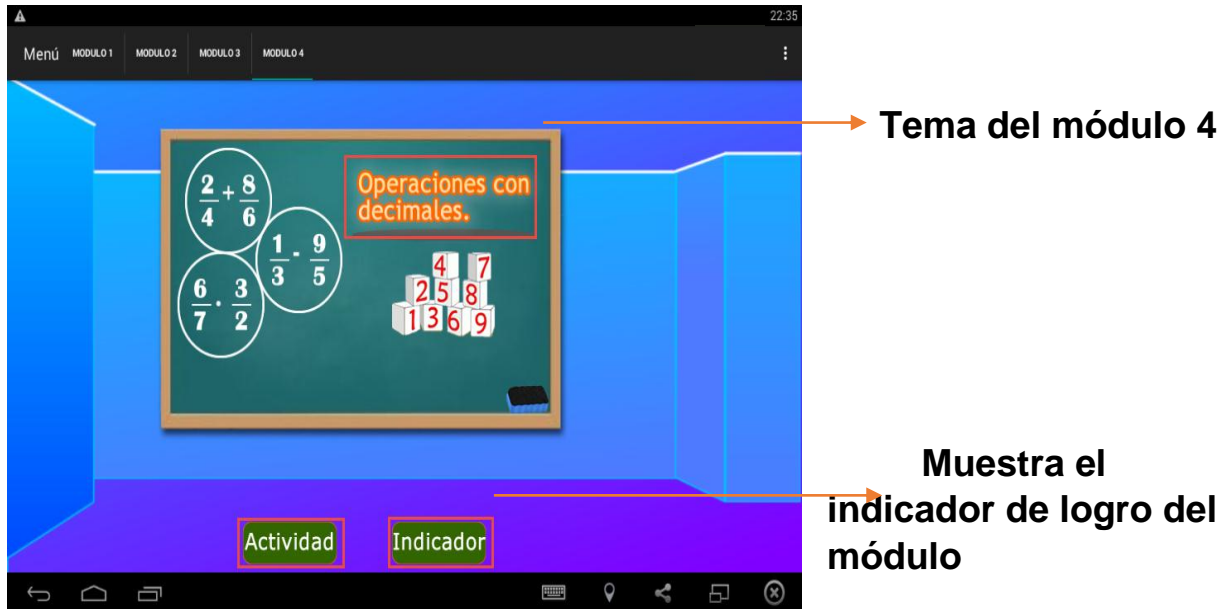 22:35
Menú MODULO 1 MODULO 2 MODULO 3 MODULO 4
Tema del módulo 4
2/4 + 8/6
Operaciones con
decimales.
1/3 - 9/5
6/7 · 3/2
4 7
2 5 8
1 3 6 9
Muestra el
indicador de logro del
módulo
Actividad Indicador